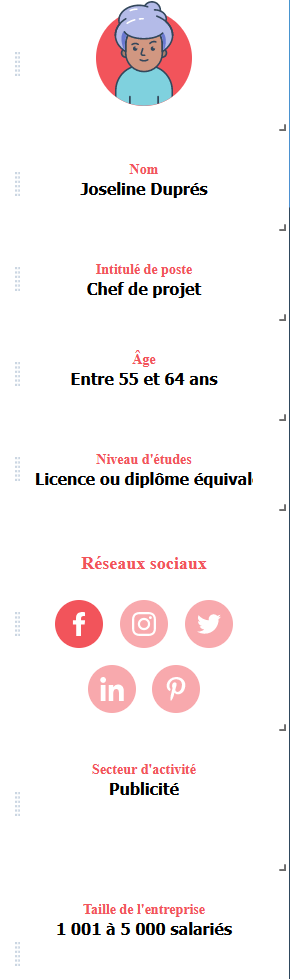 Nom
Joseline Duprés
Intitulé de poste
Chef de projet
Âge
Entre 55 et 64 ans
Niveau d'études
Licence ou diplôme équival
Réseaux sociaux
Secteur d'activité
Publicité
Taille de l'entreprise
1 001 à 5 000 salariés